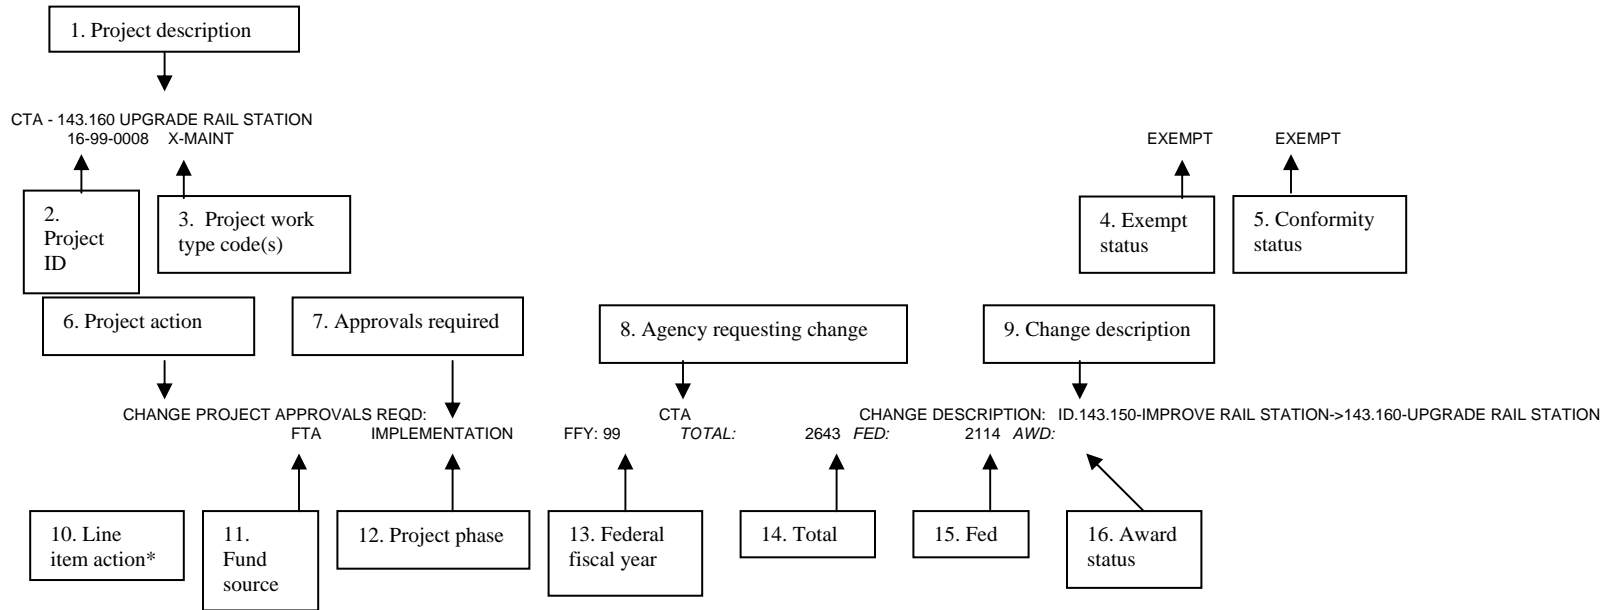 1. Project description
CTA - 143.160 UPGRADE RAIL STATION
16-99-0008 X-MAINT EXEMPT EXEMPT
2.
Project
ID
3. Project work
type code(s)
4. Exempt
status
5. Conformity
status
6. Project action
7. Approvals required
8. Agency requesting change
9. Change description
CHANGE PROJECT APPROVALS REQD: CTA CHANGE DESCRIPTION: ID.143.150-IMPROVE RAIL STATION->143.160-UPGRADE RAIL STATION
FTA IMPLEMENTATION FFY: 99 TOTAL: 2643 FED: 2114 AWD:
10. Line
item action*
11.
Fund
source
12. Project phase
13. Federal
fiscal year
14. Total
15. Fed
16. Award
status